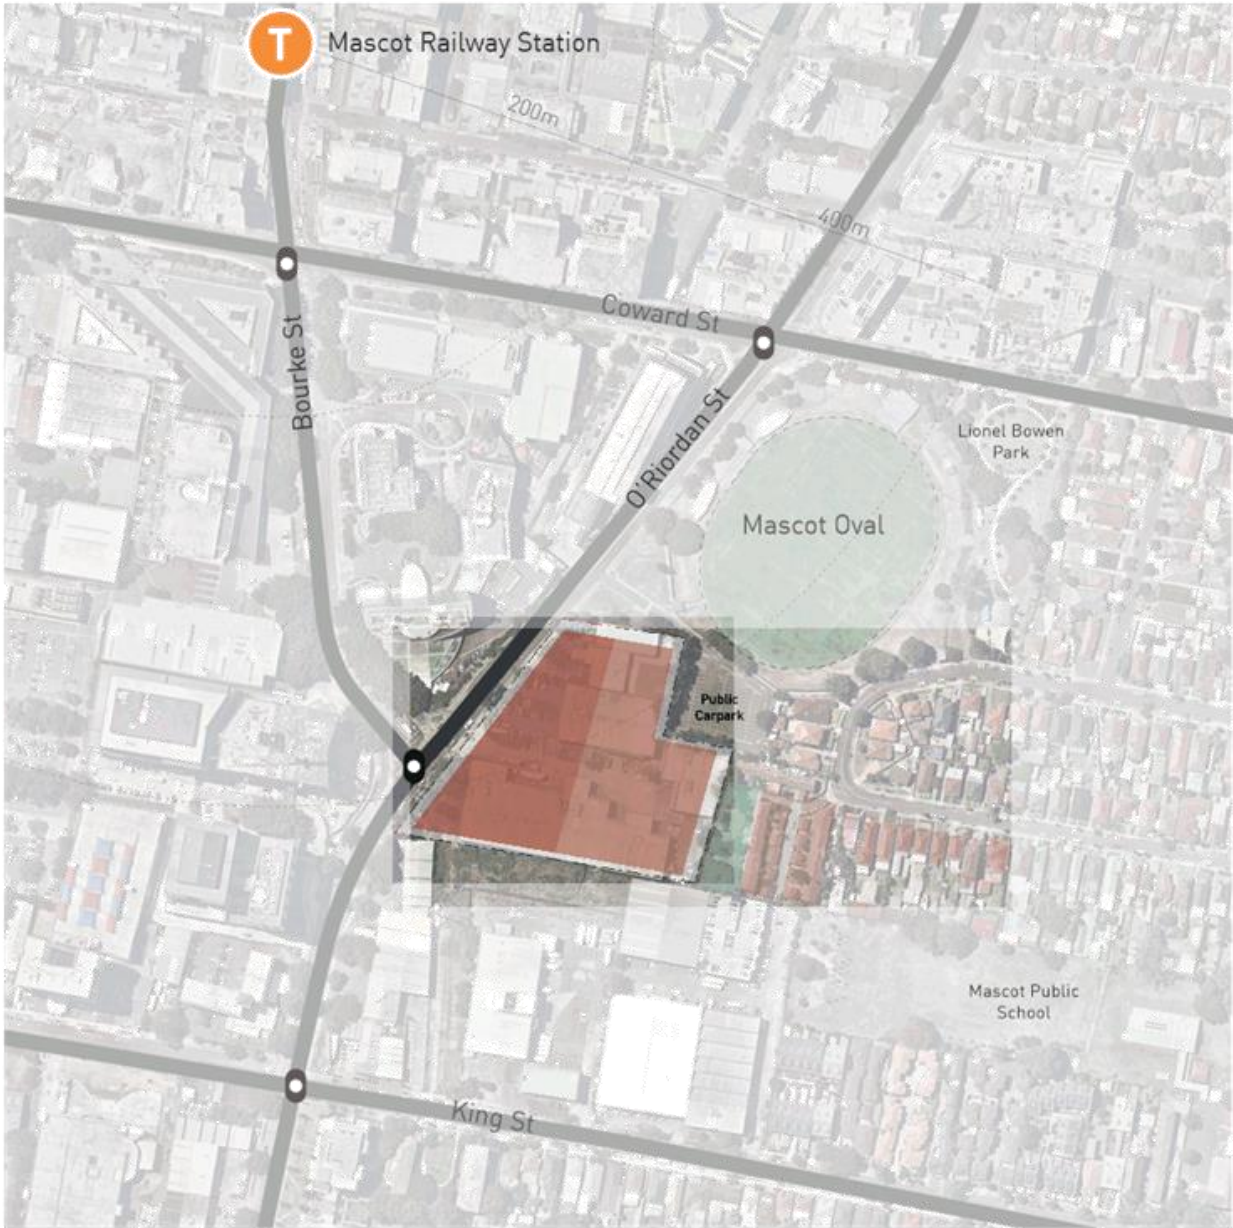 T
Mascot Railway Station
200m
400m
Coward St
Bourke St
O'Riordan St
Lionel Bowen
Park
Mascot Oval
Public
Carpark
Mascot Public
School
King St